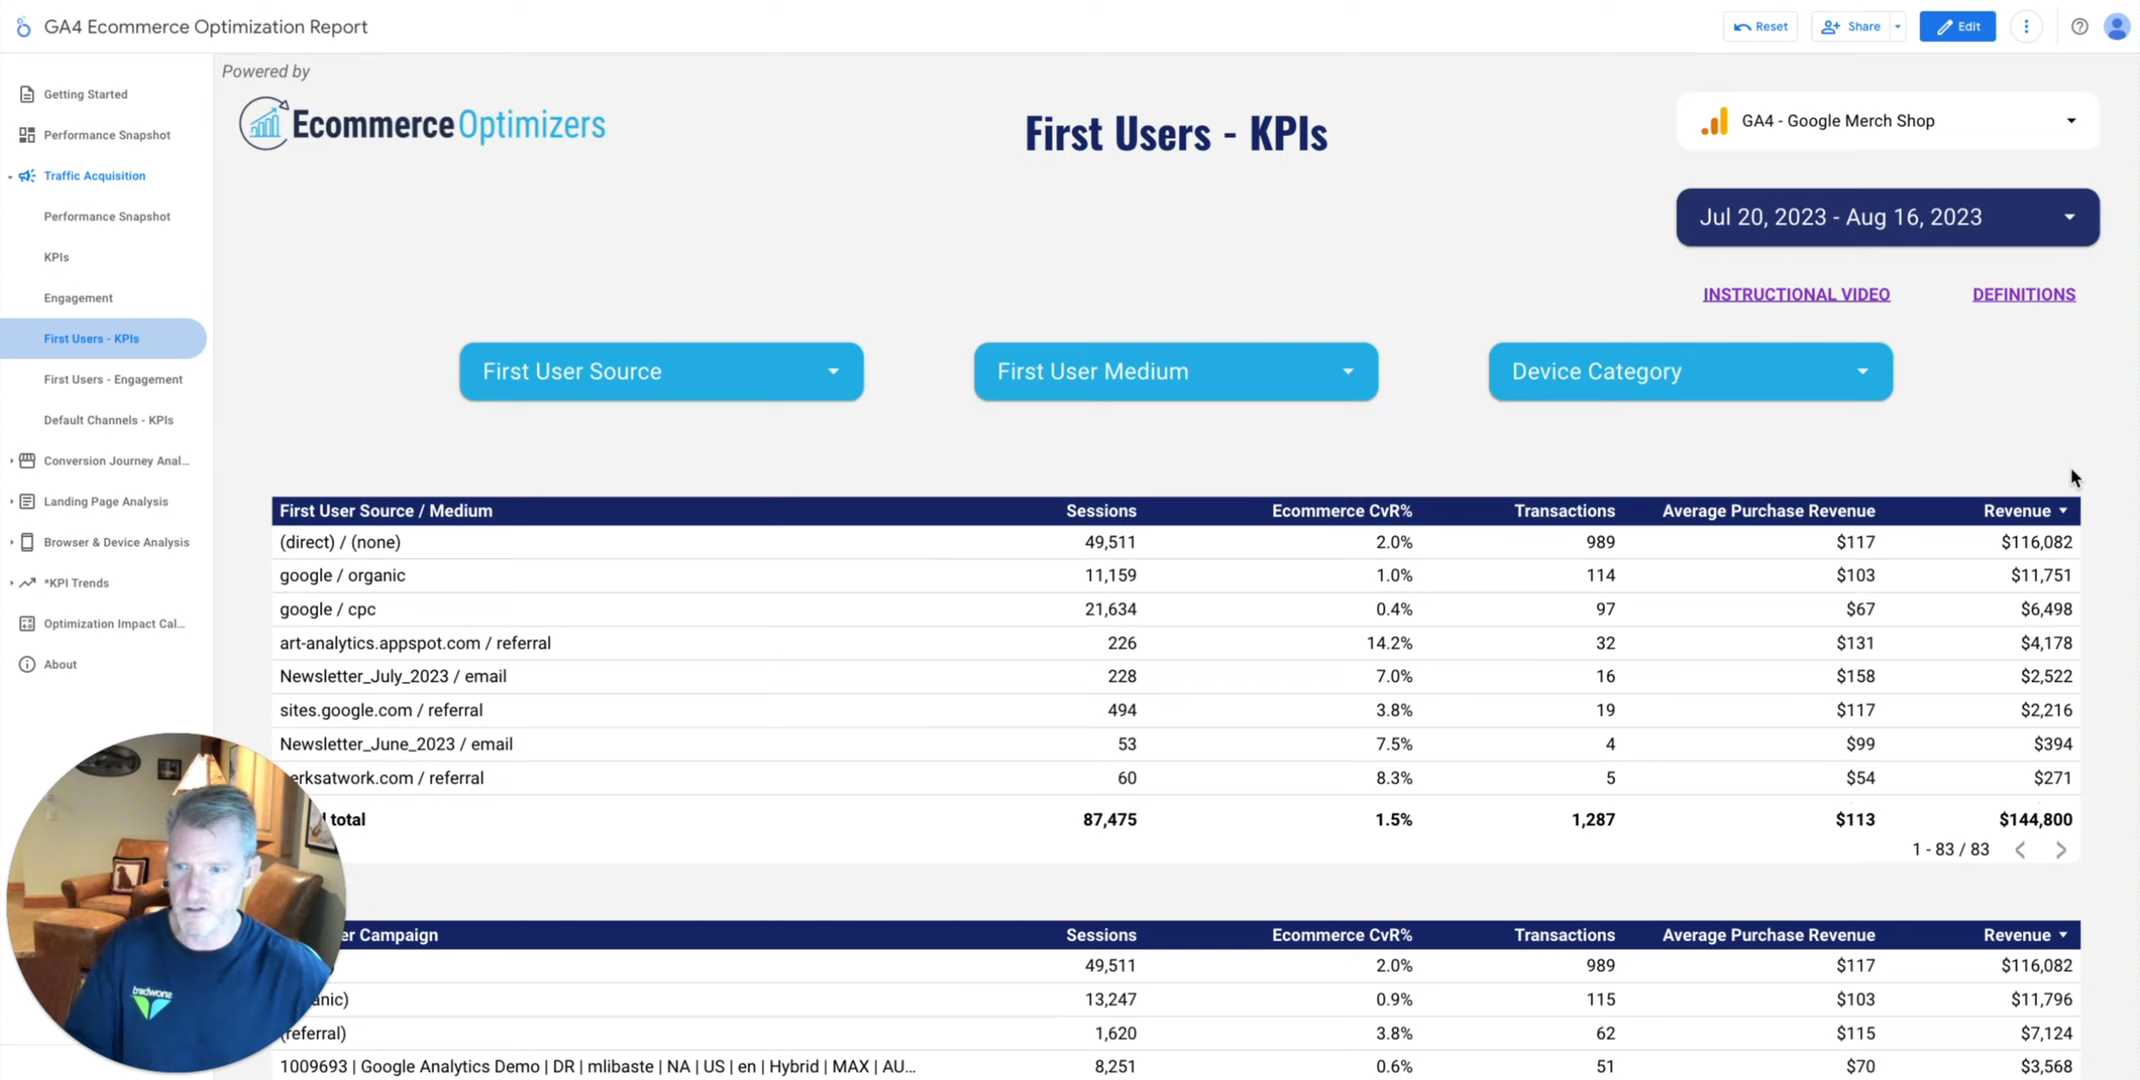 GA4 Ecommerce Optimization Report
Reset
Share
Edit
Getting Started
Performance Snapshot
Traffic Acquisition
Performance Snapshot
KPIs
Engagement
First Users - KPIs
First Users - Engagement
Default Channels - KPIs
Conversion Journey Anal...
Landing Page Analysis
Browser & Device Analysis
*KPI Trends
Optimization Impact Cal...
About
Powered by
Ecommerce Optimizers
First Users - KPIs
GA4 - Google Merch Shop
Jul 20, 2023 - Aug 16, 2023
INSTRUCTIONAL VIDEO DEFINITIONS
First User Source First User Medium Device Category
First User Source / Medium Sessions Ecommerce CvR% Transactions Average Purchase Revenue Revenue
(direct) / (none) 49,511 2.0% 989 $117 $116,082
google / organic 11,159 1.0% 114 $103 $11,751
google / cpc 21,634 0.4% 97 $67 $6,498
art-analytics.appspot.com / referral 226 14.2% 32 $131 $4,178
Newsletter_July_2023 / email 228 7.0% 16 $158 $2,522
sites.google.com / referral 494 3.8% 19 $117 $2,216
Newsletter_June_2023 / email 53 7.5% 4 $99 $394
erksatwork.com / referral 60 8.3% 5 $54 $271
total 87,475 1.5% 1,287 $113 $144,800
1 - 83 / 83
er Campaign Sessions Ecommerce CvR% Transactions Average Purchase Revenue Revenue
49,511 2.0% 989 $117 $116,082
anic) 13,247 0.9% 115 $103 $11,796
(referral) 1,620 3.8% 62 $115 $7,124
1009693 | Google Analytics Demo | DR | mlibaste | NA | US | en | Hybrid | MAX | AU... 8,251 0.6% 51 $70 $3,568